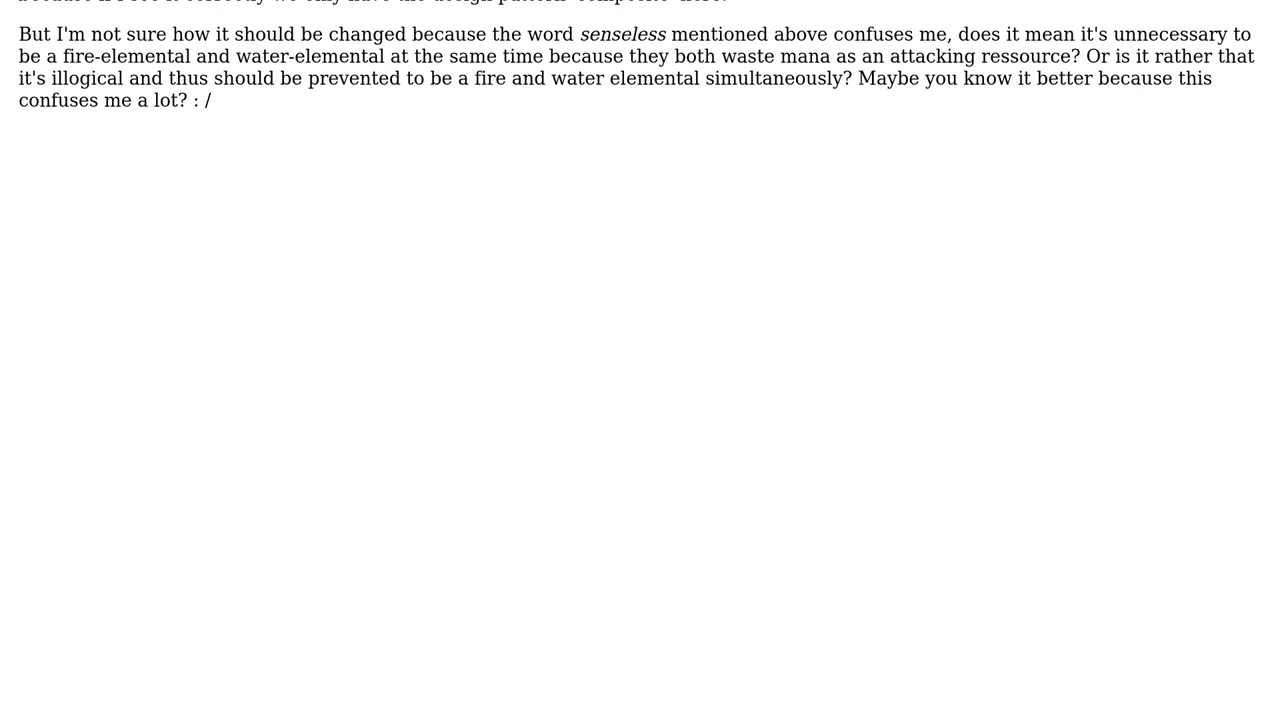 But I'm not sure how it should be changed because the word senseless mentioned above confuses me, does it mean it's unnecessary to
be a fire-elemental and water-elemental at the same time because they both waste mana as an attacking ressource? Or is it rather that
it's illogical and thus should be prevented to be a fire and water elemental simultaneously? Maybe you know it better because this
confuses me a lot? : /